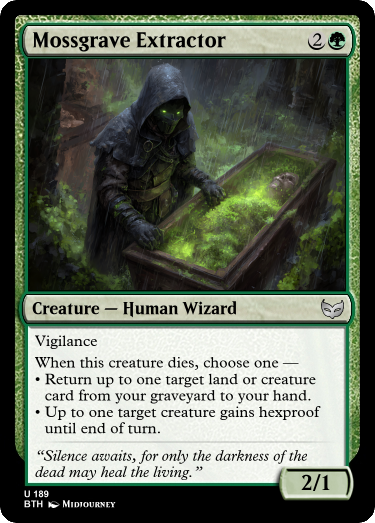 Mossgrave Extractor 2
Creature — Human Wizard
Vigilance
When this creature dies, choose one —
• Return up to one target land or creature
card from your graveyard to your hand.
• Up to one target creature gains hexproof
until end of turn.
“Silence awaits, for only the darkness of the
dead may heal the living.”
2/1
U 189
BTH Midjourney